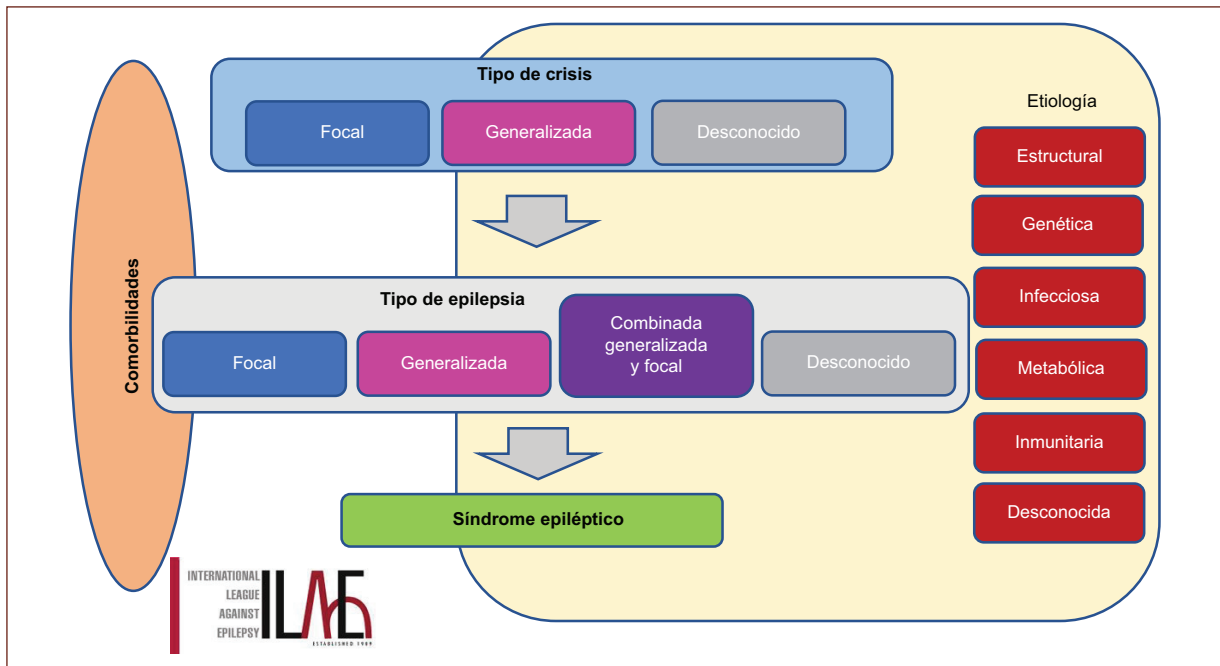 Tipo de crisis
Focal
Generalizada
Desconocido
Etiología
Estructural
Genética
Infecciosa
Metabólica
Inmunitaria
Desconocida
Comorbilidades
Tipo de epilepsia
Focal
Generalizada
Combinada
generalizada
y focal
Desconocido
Síndrome epiléptico
INTERNATIONAL
LEAGUE
AGAINST
EPILEPSY
ILAE
ESTABLISHED 1909